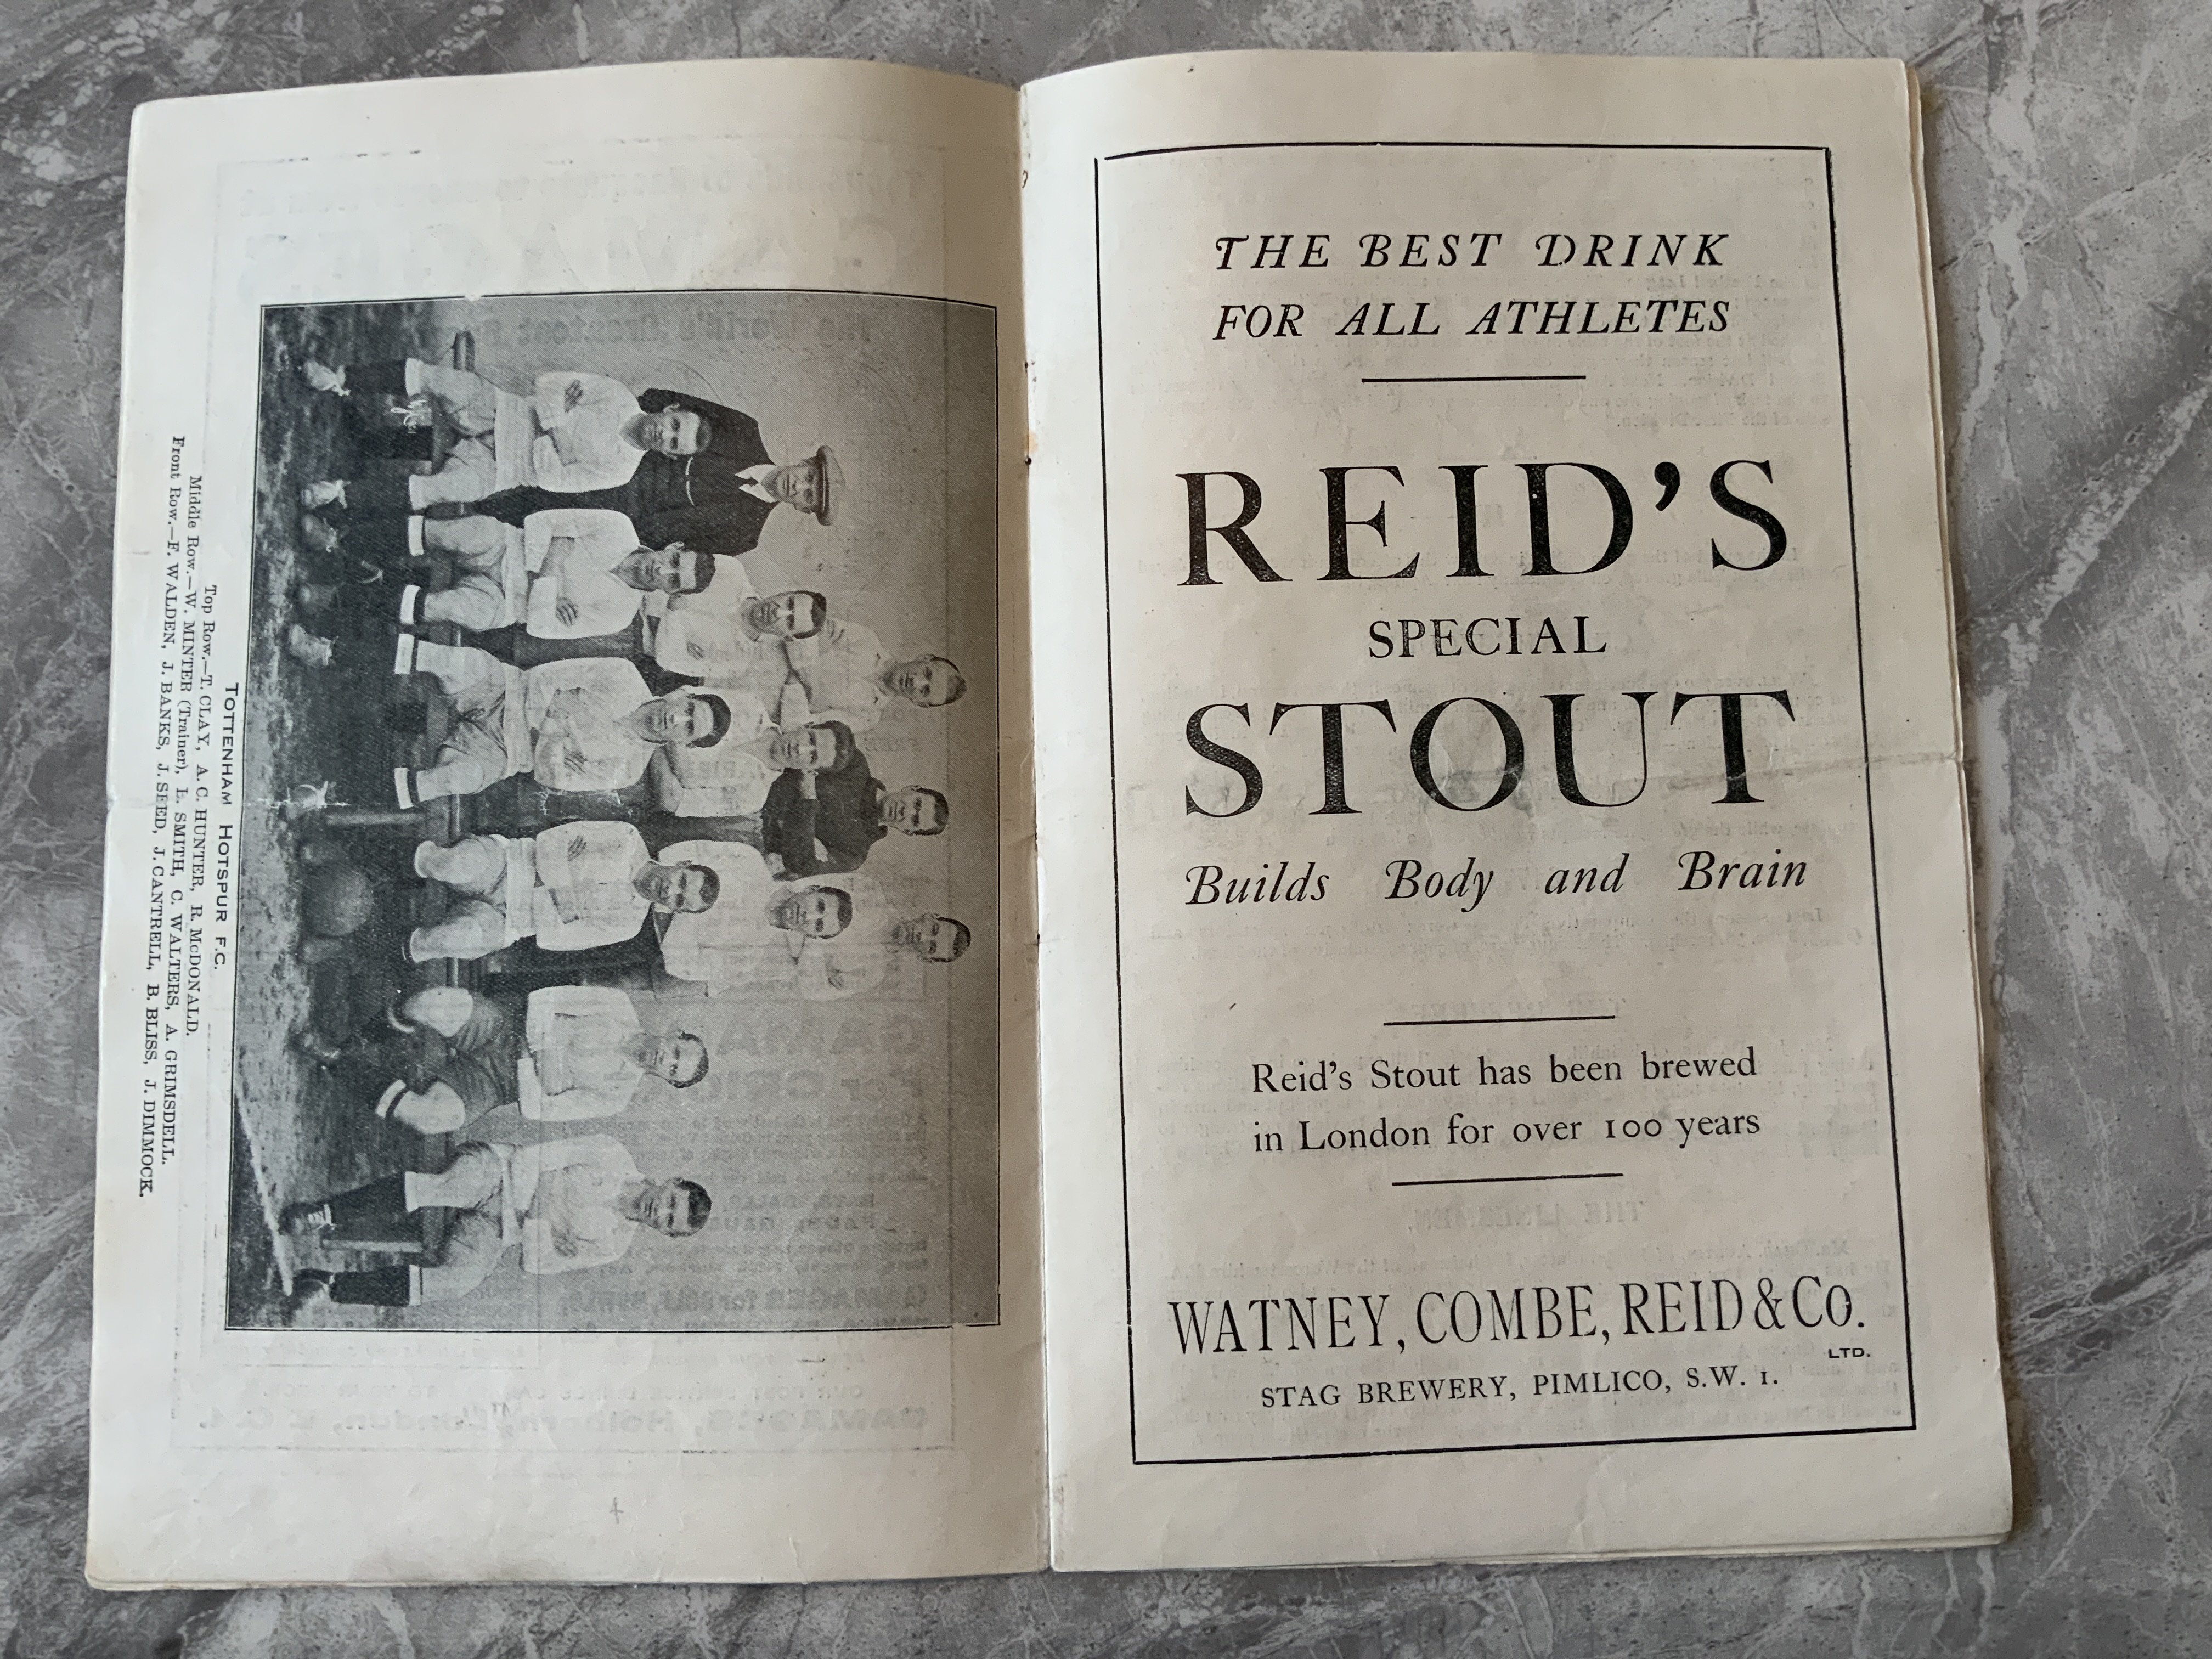 TOTTENHAM HOTSPUR F.C.
Top Row.—T. CLAY, A. C. HUNTER, R. McDONALD.
Middle Row.—W. MINTER (Trainer), L. SMITH, C. WALTERS, A. GRIMSDELL.
Front Row.—F. WALDEN, J. BANKS, J. SEED, J. CANTRELL, B. BLISS, J. DIMMOCK.
THE BEST DRINK
FOR ALL ATHLETES
REID'S
SPECIAL
STOUT
Builds Body and Brain
Reid's Stout has been brewed
in London for over 100 years
WATNEY, COMBE, REID & Co.
LTD.
STAG BREWERY, PIMLICO, S.W. 1.